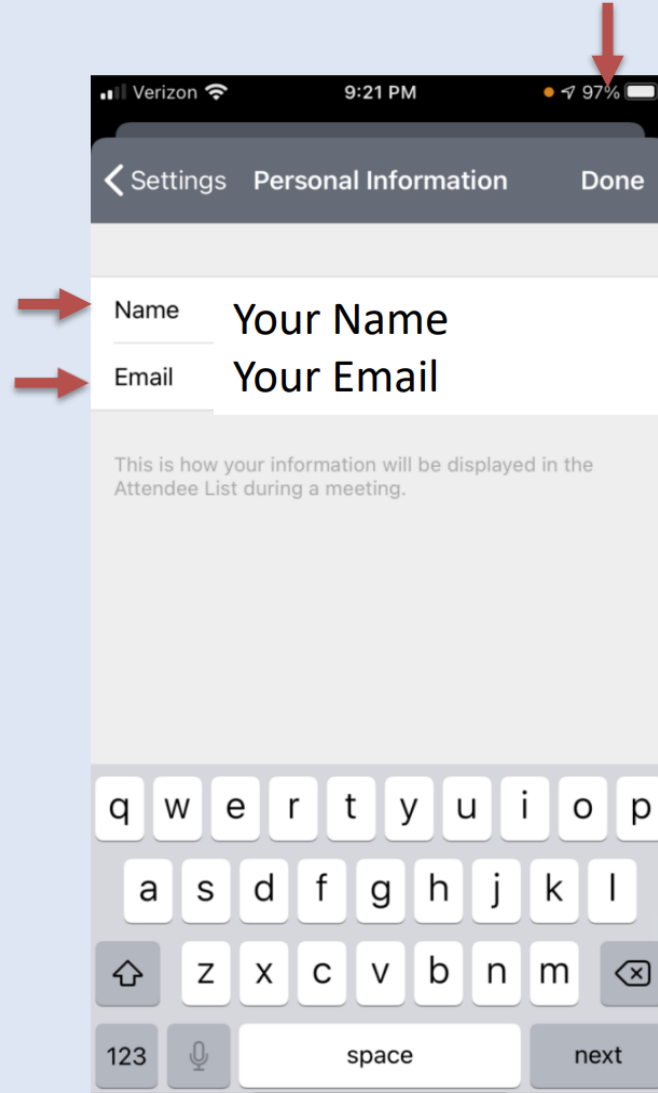 Verizon 9:21 PM 97%
Settings Personal Information Done
Name Your Name
Email Your Email
This is how your information will be displayed in the
Attendee List during a meeting.
q w e r t y u i o p
a s d f g h j k l
z x c v b n m
123 space next